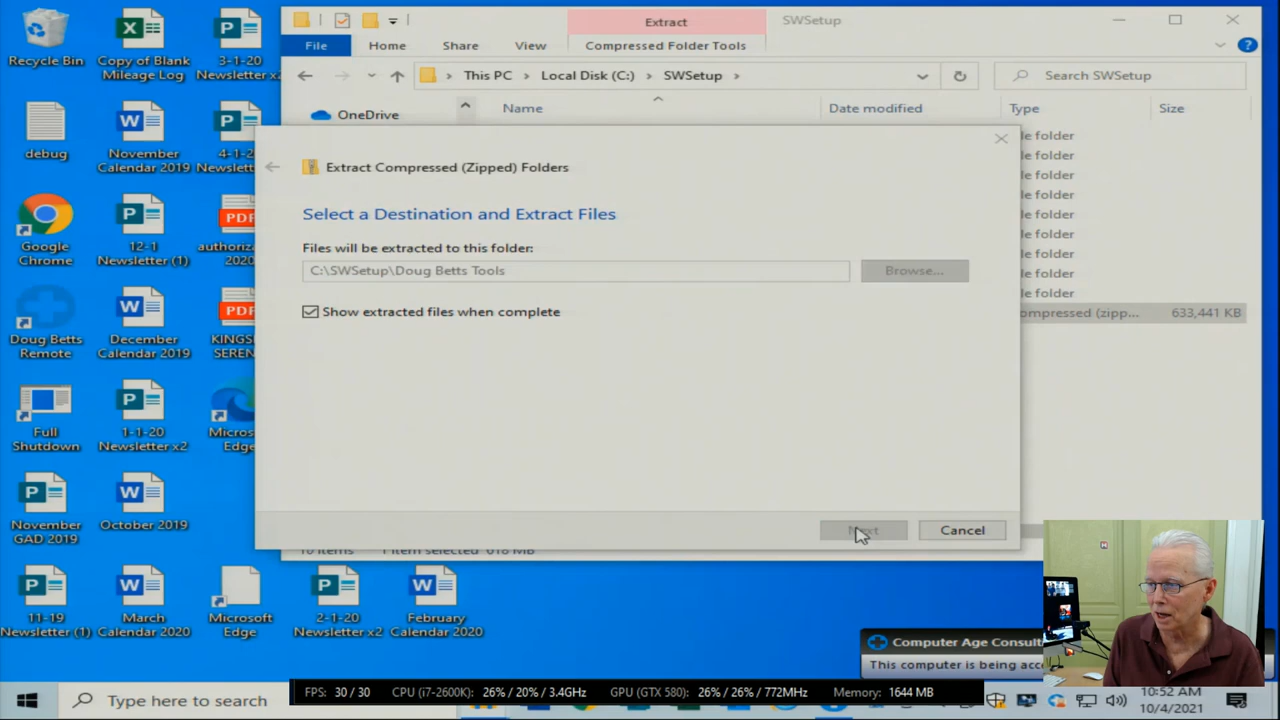 Extract
SWSetup
File
Home
Share
View
Compressed Folder Tools
This PC
Local Disk (C:)
SWSetup
Search SWSetup
OneDrive
Name
Date modified
Type
Size
le folder
le folder
le folder
le folder
le folder
le folder
le folder
le folder
le folder
ompressed (zipp...
633,441 KB
Extract Compressed (Zipped) Folders
Select a Destination and Extract Files
Files will be extracted to this folder:
C:\SWSetup\Doug Betts Tools
Browse...
Show extracted files when complete
Cancel
Recycle Bin
Copy of Blank
Mileage Log
3-1-20
Newsletter x2
debug
November
Calendar 2019
4-1-2
Newslett
Google
Chrome
12-1
Newsletter (1)
PDF
authoriz
2020
Doug Betts
Remote
December
Calendar 2019
PDF
KINGS
SEREN
Full
Shutdown
1-1-20
Newsletter x2
Micros
Edge
November
GAD 2019
October 2019
11-19
Newsletter (1)
March
Calendar 2020
Microsoft
Edge
2-1-20
Newsletter x2
February
Calendar 2020
Computer Age Consult
This computer is being acc
Type here to search
FPS: 30 / 30
CPU (i7-2600K): 26% / 20% / 3.4GHz
GPU (GTX 580): 26% / 26% / 772MHz
Memory: 1644 MB
10:52 AM
10/4/2021